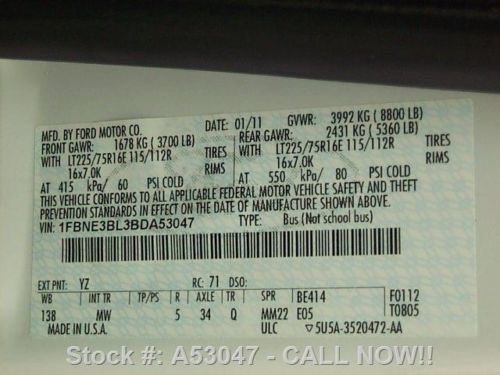 MFD. BY FORD MOTOR CO. DATE: 01/11 GVWR: 3992 KG ( 8800 LB)
FRONT GAWR: 1678 KG ( 3700 LB) REAR GAWR: 2431 KG ( 5360 LB)
WITH LT225/75R16E 115/112R TIRES WITH LT225/75R16E 115/112R TIRES
16x7.0K RIMS 16x7.0K RIMS
AT 415 kPa/ 60 PSI COLD AT 550 kPa/ 80 PSI COLD
THIS VEHICLE CONFORMS TO ALL APPLICABLE FEDERAL MOTOR VEHICLE SAFETY AND THEFT
PREVENTION STANDARDS IN EFFECT ON THE DATE OF MANUFACTURE SHOWN ABOVE.
VIN: 1FBNE3BL3BDA53047 TYPE: Bus (Not school bus)
EXT PNT: YZ RC: 71 DSO:
WB INT TR TP/PS R AXLE TR SPR BE414 F0112
138 MW 5 34 Q MM22 E05 T0805
MADE IN U.S.A. ULC ▽5U5A-3520472-AA
Stock #: A53047 - CALL NOW!!